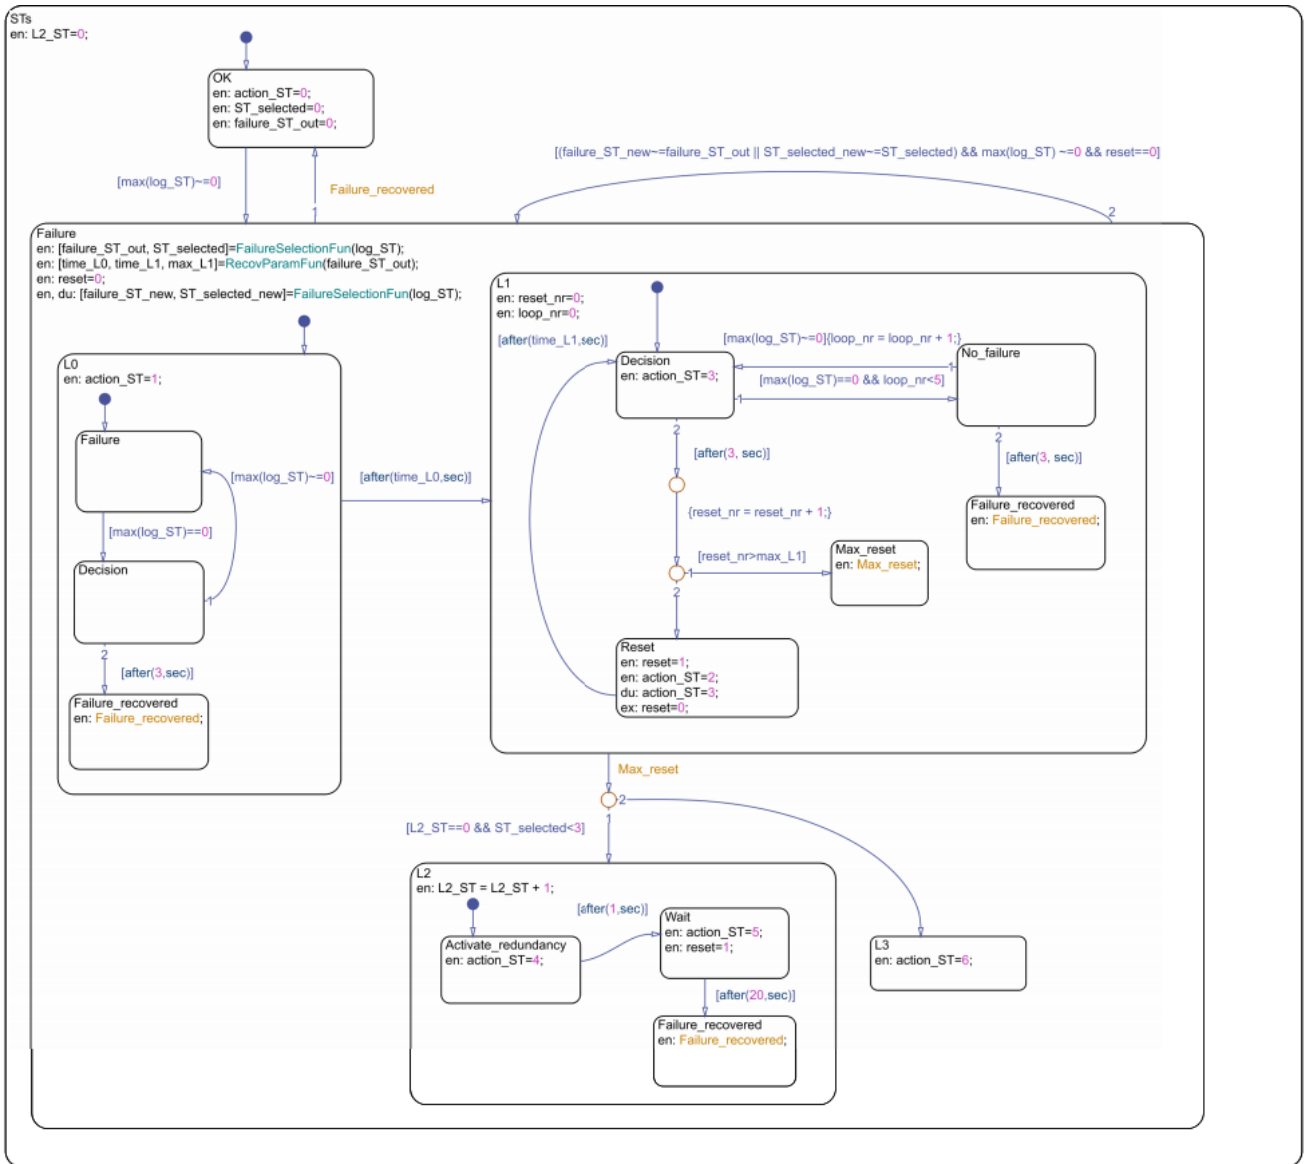 STs
en: L2_ST=0;
OK
en: action_ST=0;
en: ST_selected=0;
en: failure_ST_out=0;
[max(log_ST)~=0]
Failure_recovered
1
[(failure_ST_new~=failure_ST_out || ST_selected_new~=ST_selected) && max(log_ST) ~=0 && reset==0]
2
Failure
en: [failure_ST_out, ST_selected]=FailureSelectionFun(log_ST);
en: [time_L0, time_L1, max_L1]=RecovParamFun(failure_ST_out);
en: reset=0;
en, du: [failure_ST_new, ST_selected_new]=FailureSelectionFun(log_ST);
L0
en: action_ST=1;
Failure
[max(log_ST)~=0]
[max(log_ST)==0]
Decision
1
2
[after(3,sec)]
Failure_recovered
en: Failure_recovered;
[after(time_L0,sec)]
L1
en: reset_nr=0;
en: loop_nr=0;
[after(time_L1,sec)]
Decision
en: action_ST=3;
[max(log_ST)~=0]{loop_nr = loop_nr + 1;}
1
[max(log_ST)==0 && loop_nr<5]
1
No_failure
2
[after(3, sec)]
2
[after(3, sec)]
Failure_recovered
en: Failure_recovered;
{reset_nr = reset_nr + 1;}
[reset_nr>max_L1]
1
Max_reset
en: Max_reset;
2
Reset
en: reset=1;
en: action_ST=2;
du: action_ST=3;
ex: reset=0;
Max_reset
2
1
[L2_ST==0 && ST_selected<3]
L2
en: L2_ST = L2_ST + 1;
[after(1,sec)]
Activate_redundancy
en: action_ST=4;
Wait
en: action_ST=5;
en: reset=1;
[after(20,sec)]
Failure_recovered
en: Failure_recovered;
L3
en: action_ST=6;